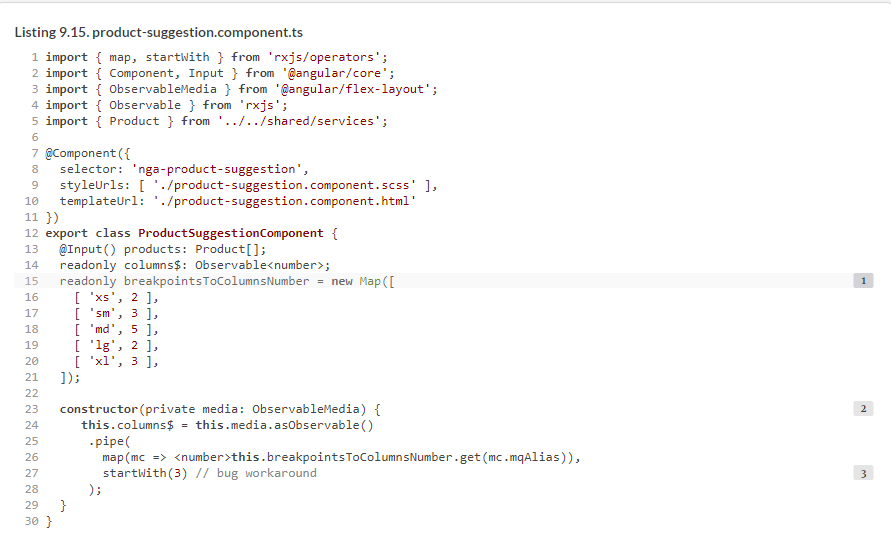 Listing 9.15. product-suggestion.component.ts
1 import { map, startWith } from 'rxjs/operators';
2 import { Component, Input } from '@angular/core';
3 import { ObservableMedia } from '@angular/flex-layout';
4 import { Observable } from 'rxjs';
5 import { Product } from '../../shared/services';
6
7 @Component({
8   selector: 'nga-product-suggestion',
9   styleUrls: [ './product-suggestion.component.scss' ],
10   templateUrl: './product-suggestion.component.html'
11 })
12 export class ProductSuggestionComponent {
13   @Input() products: Product[];
14   readonly columns$: Observable<number>;
15   readonly breakpointsToColumnsNumber = new Map([ 1
16     [ 'xs', 2 ],
17     [ 'sm', 3 ],
18     [ 'md', 5 ],
19     [ 'lg', 2 ],
20     [ 'xl', 3 ],
21   ]);
22
23   constructor(private media: ObservableMedia) { 2
24      this.columns$ = this.media.asObservable()
25       .pipe(
26         map(mc => <number>this.breakpointsToColumnsNumber.get(mc.mqAlias)),
27         startWith(3) // bug workaround 3
28       );
29   }
30 }